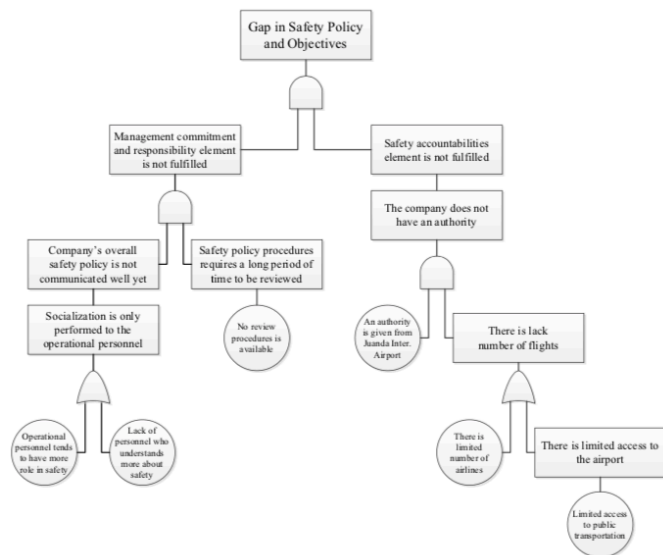 Gap in Safety Policy
and Objectives
Management commitment
and responsibility element
is not fulfilled
Safety accountabilities
element is not fulfilled
The company does not
have an authority
Company's overall
safety policy is not
communicated well yet
Safety policy procedures
requires a long period of
time to be reviewed
Socialization is only
performed to the
operational personnel
No review
procedures is
available
An authority
is given from
Juanda Inter.
Airport
There is lack
number of flights
Operational
personnel tends
to have more
role in safety
Lack of
personnel who
understands
more about
safety
There is
limited
number of
airlines
There is limited access to
the airport
Limited access
to public
transportation